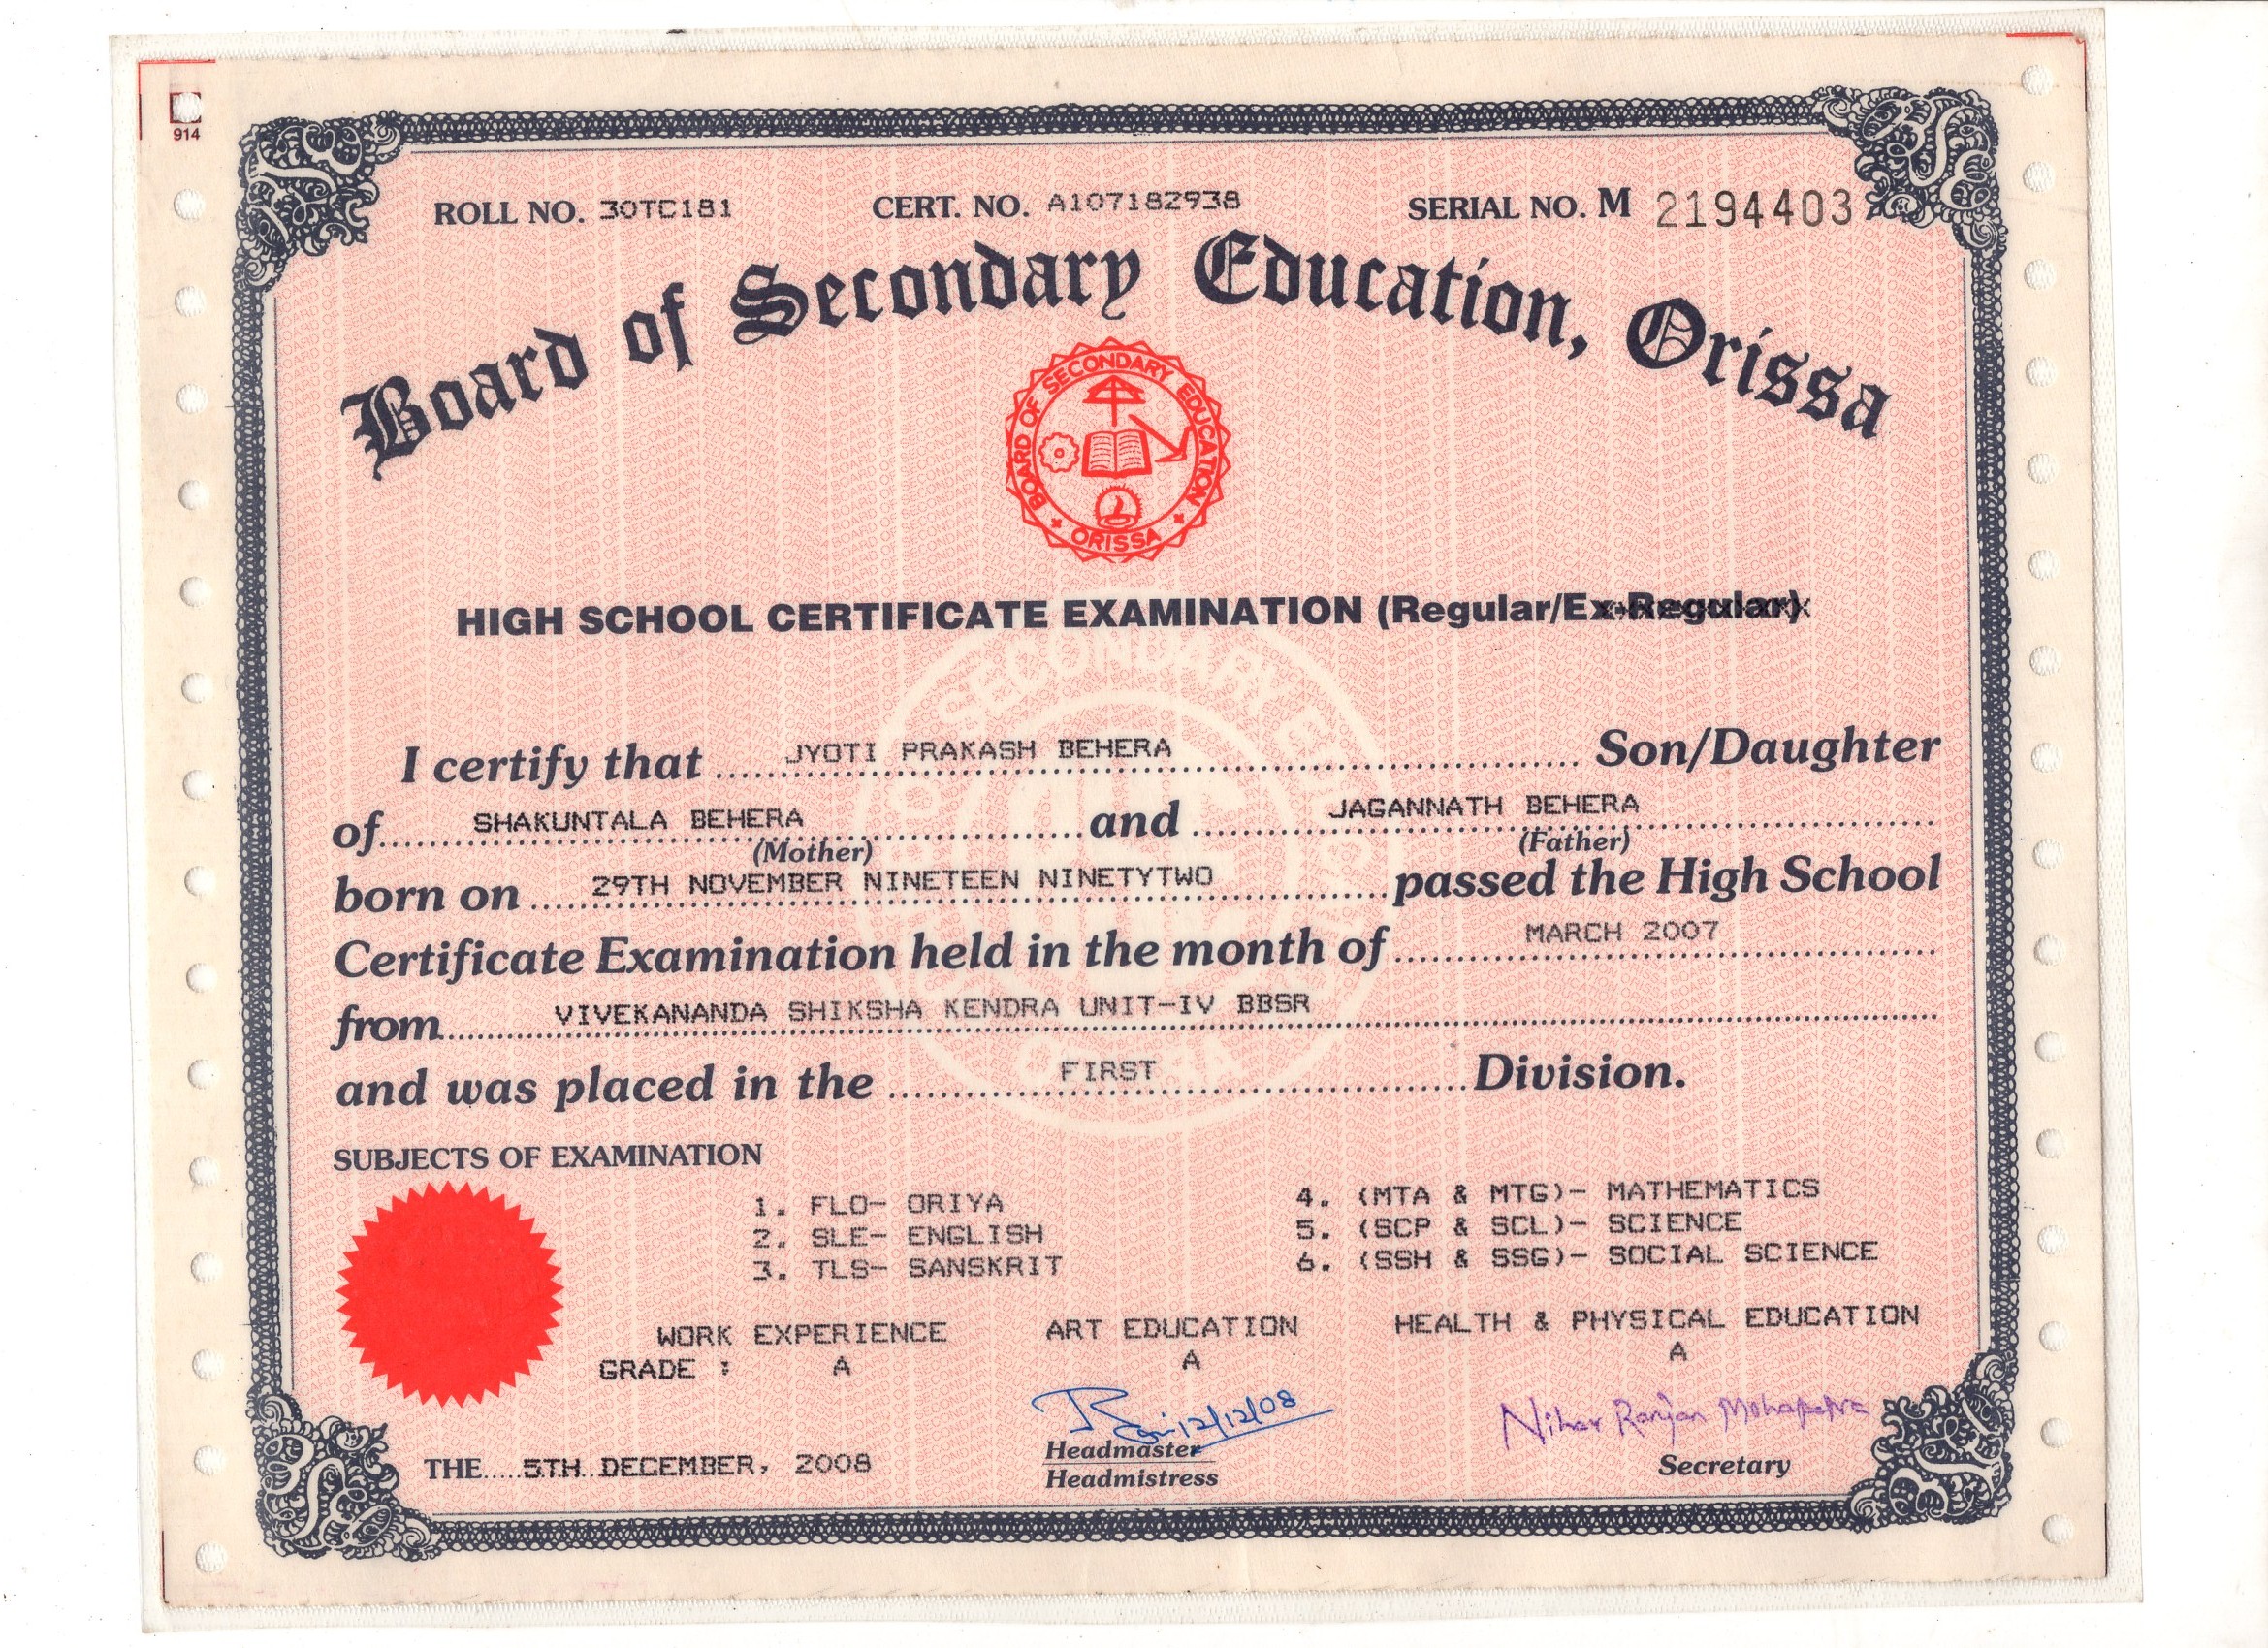 914
ROLL NO. 30TC181 CERT. NO. A107182938 SERIAL NO. M 2194403
Board of Secondary Education, Orissa
BOARD OF SECONDARY EDUCATION
ORISSA
HIGH SCHOOL CERTIFICATE EXAMINATION (Regular/Ex-Regular)
I certify that JYOTI PRAKASH BEHERA Son/Daughter
of SHAKUNTALA BEHERA and JAGANNATH BEHERA
(Mother) (Father)
born on 29TH NOVEMBER NINETEEN NINETYTWO passed the High School
Certificate Examination held in the month of MARCH 2007
from VIVEKANANDA SHIKSHA KENDRA UNIT-IV BBSR
and was placed in the FIRST Division.
SUBJECTS OF EXAMINATION
1. FLO- ORIYA 4. (MTA & MTG)- MATHEMATICS
2. SLE- ENGLISH 5. (SCP & SCL)- SCIENCE
3. TLS- SANSKRIT 6. (SSH & SSG)- SOCIAL SCIENCE
WORK EXPERIENCE ART EDUCATION HEALTH & PHYSICAL EDUCATION
GRADE : A A A
12/12/08 Nihar Ranjan Mohapatra
Headmaster
THE 5TH DECEMBER, 2008 Headmistress Secretary